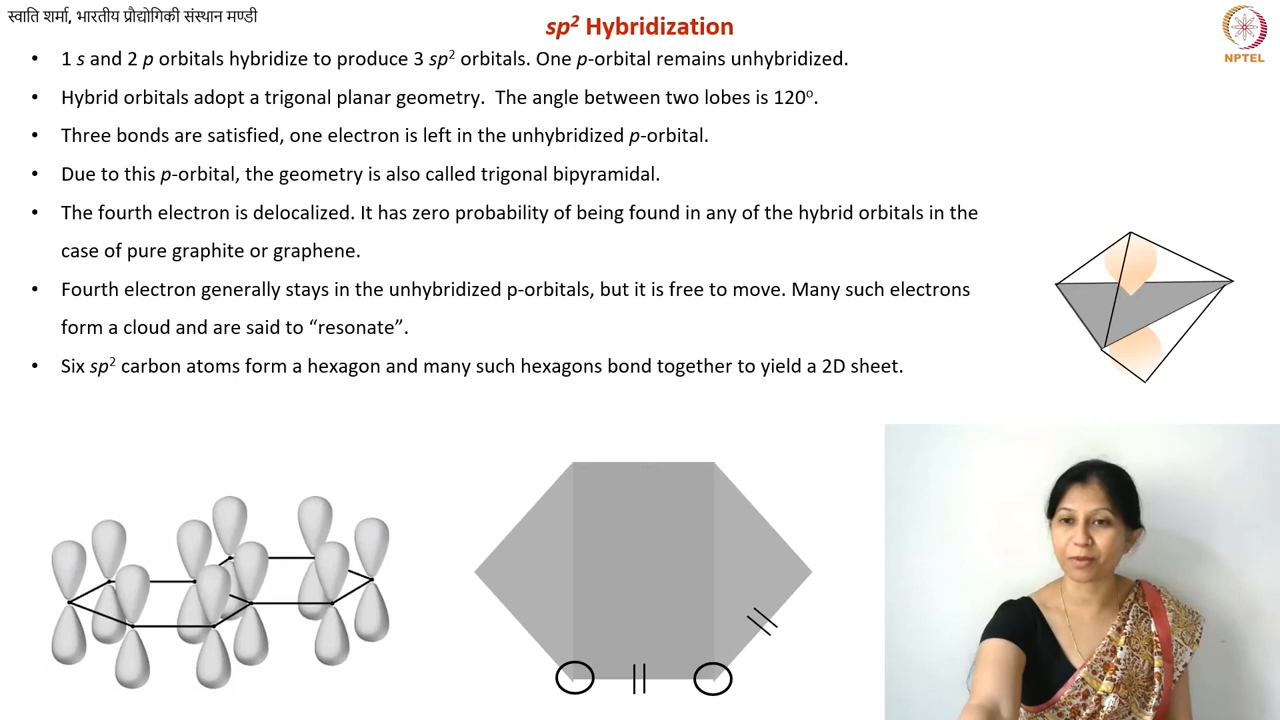 स्वाति शर्मा, भारतीय प्रौद्योगिकी संस्थान मण्डी
sp² Hybridization
NPTEL
• 1 s and 2 p orbitals hybridize to produce 3 sp² orbitals. One p-orbital remains unhybridized.
• Hybrid orbitals adopt a trigonal planar geometry. The angle between two lobes is 120º.
• Three bonds are satisfied, one electron is left in the unhybridized p-orbital.
• Due to this p-orbital, the geometry is also called trigonal bipyramidal.
• The fourth electron is delocalized. It has zero probability of being found in any of the hybrid orbitals in the
case of pure graphite or graphene.
• Fourth electron generally stays in the unhybridized p-orbitals, but it is free to move. Many such electrons
form a cloud and are said to “resonate”.
• Six sp² carbon atoms form a hexagon and many such hexagons bond together to yield a 2D sheet.